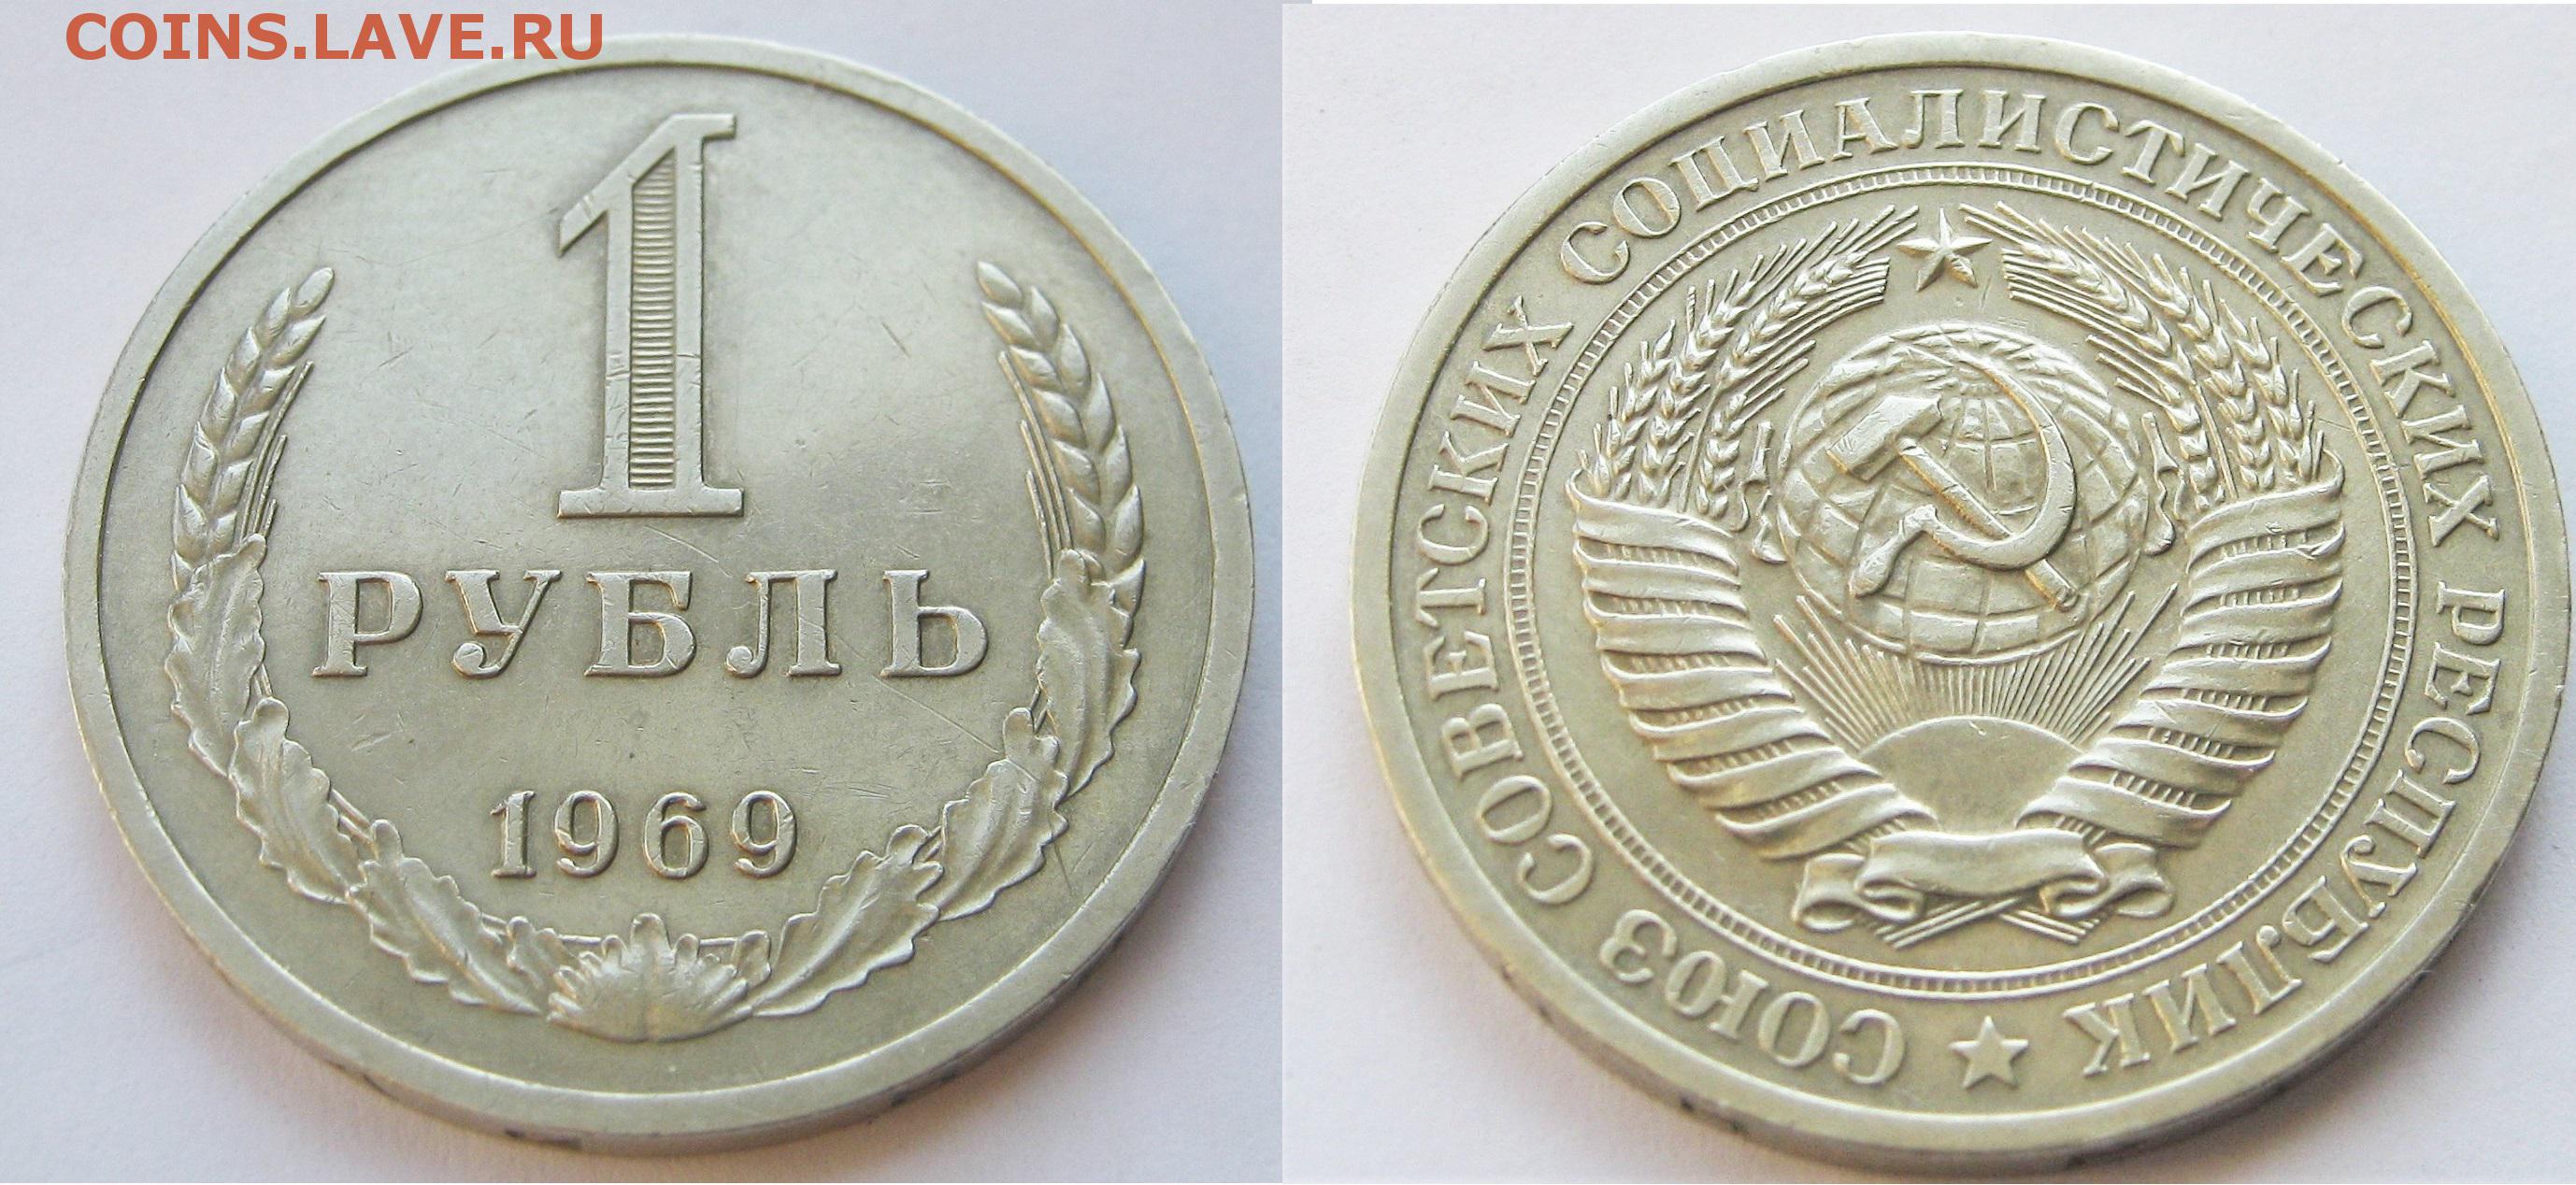 COINS.LAVE.RU
1
РУБЛЬ
1969
СОЮЗ СОВЕТСКИХ СОЦИАЛИСТИЧЕСКИХ РЕСПУБЛИК